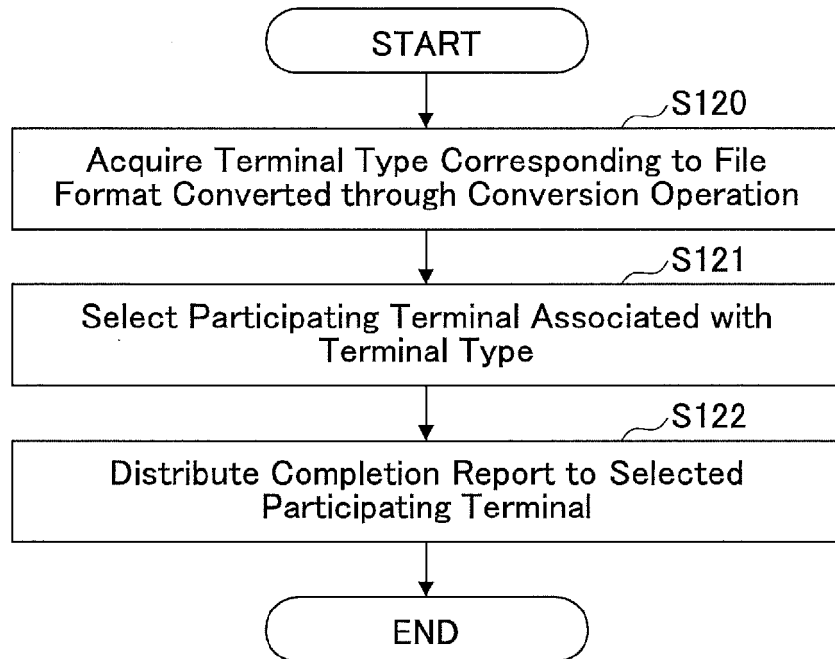 START
S120
Acquire Terminal Type Corresponding to File
Format Converted through Conversion Operation
S121
Select Participating Terminal Associated with
Terminal Type
S122
Distribute Completion Report to Selected
Participating Terminal
END